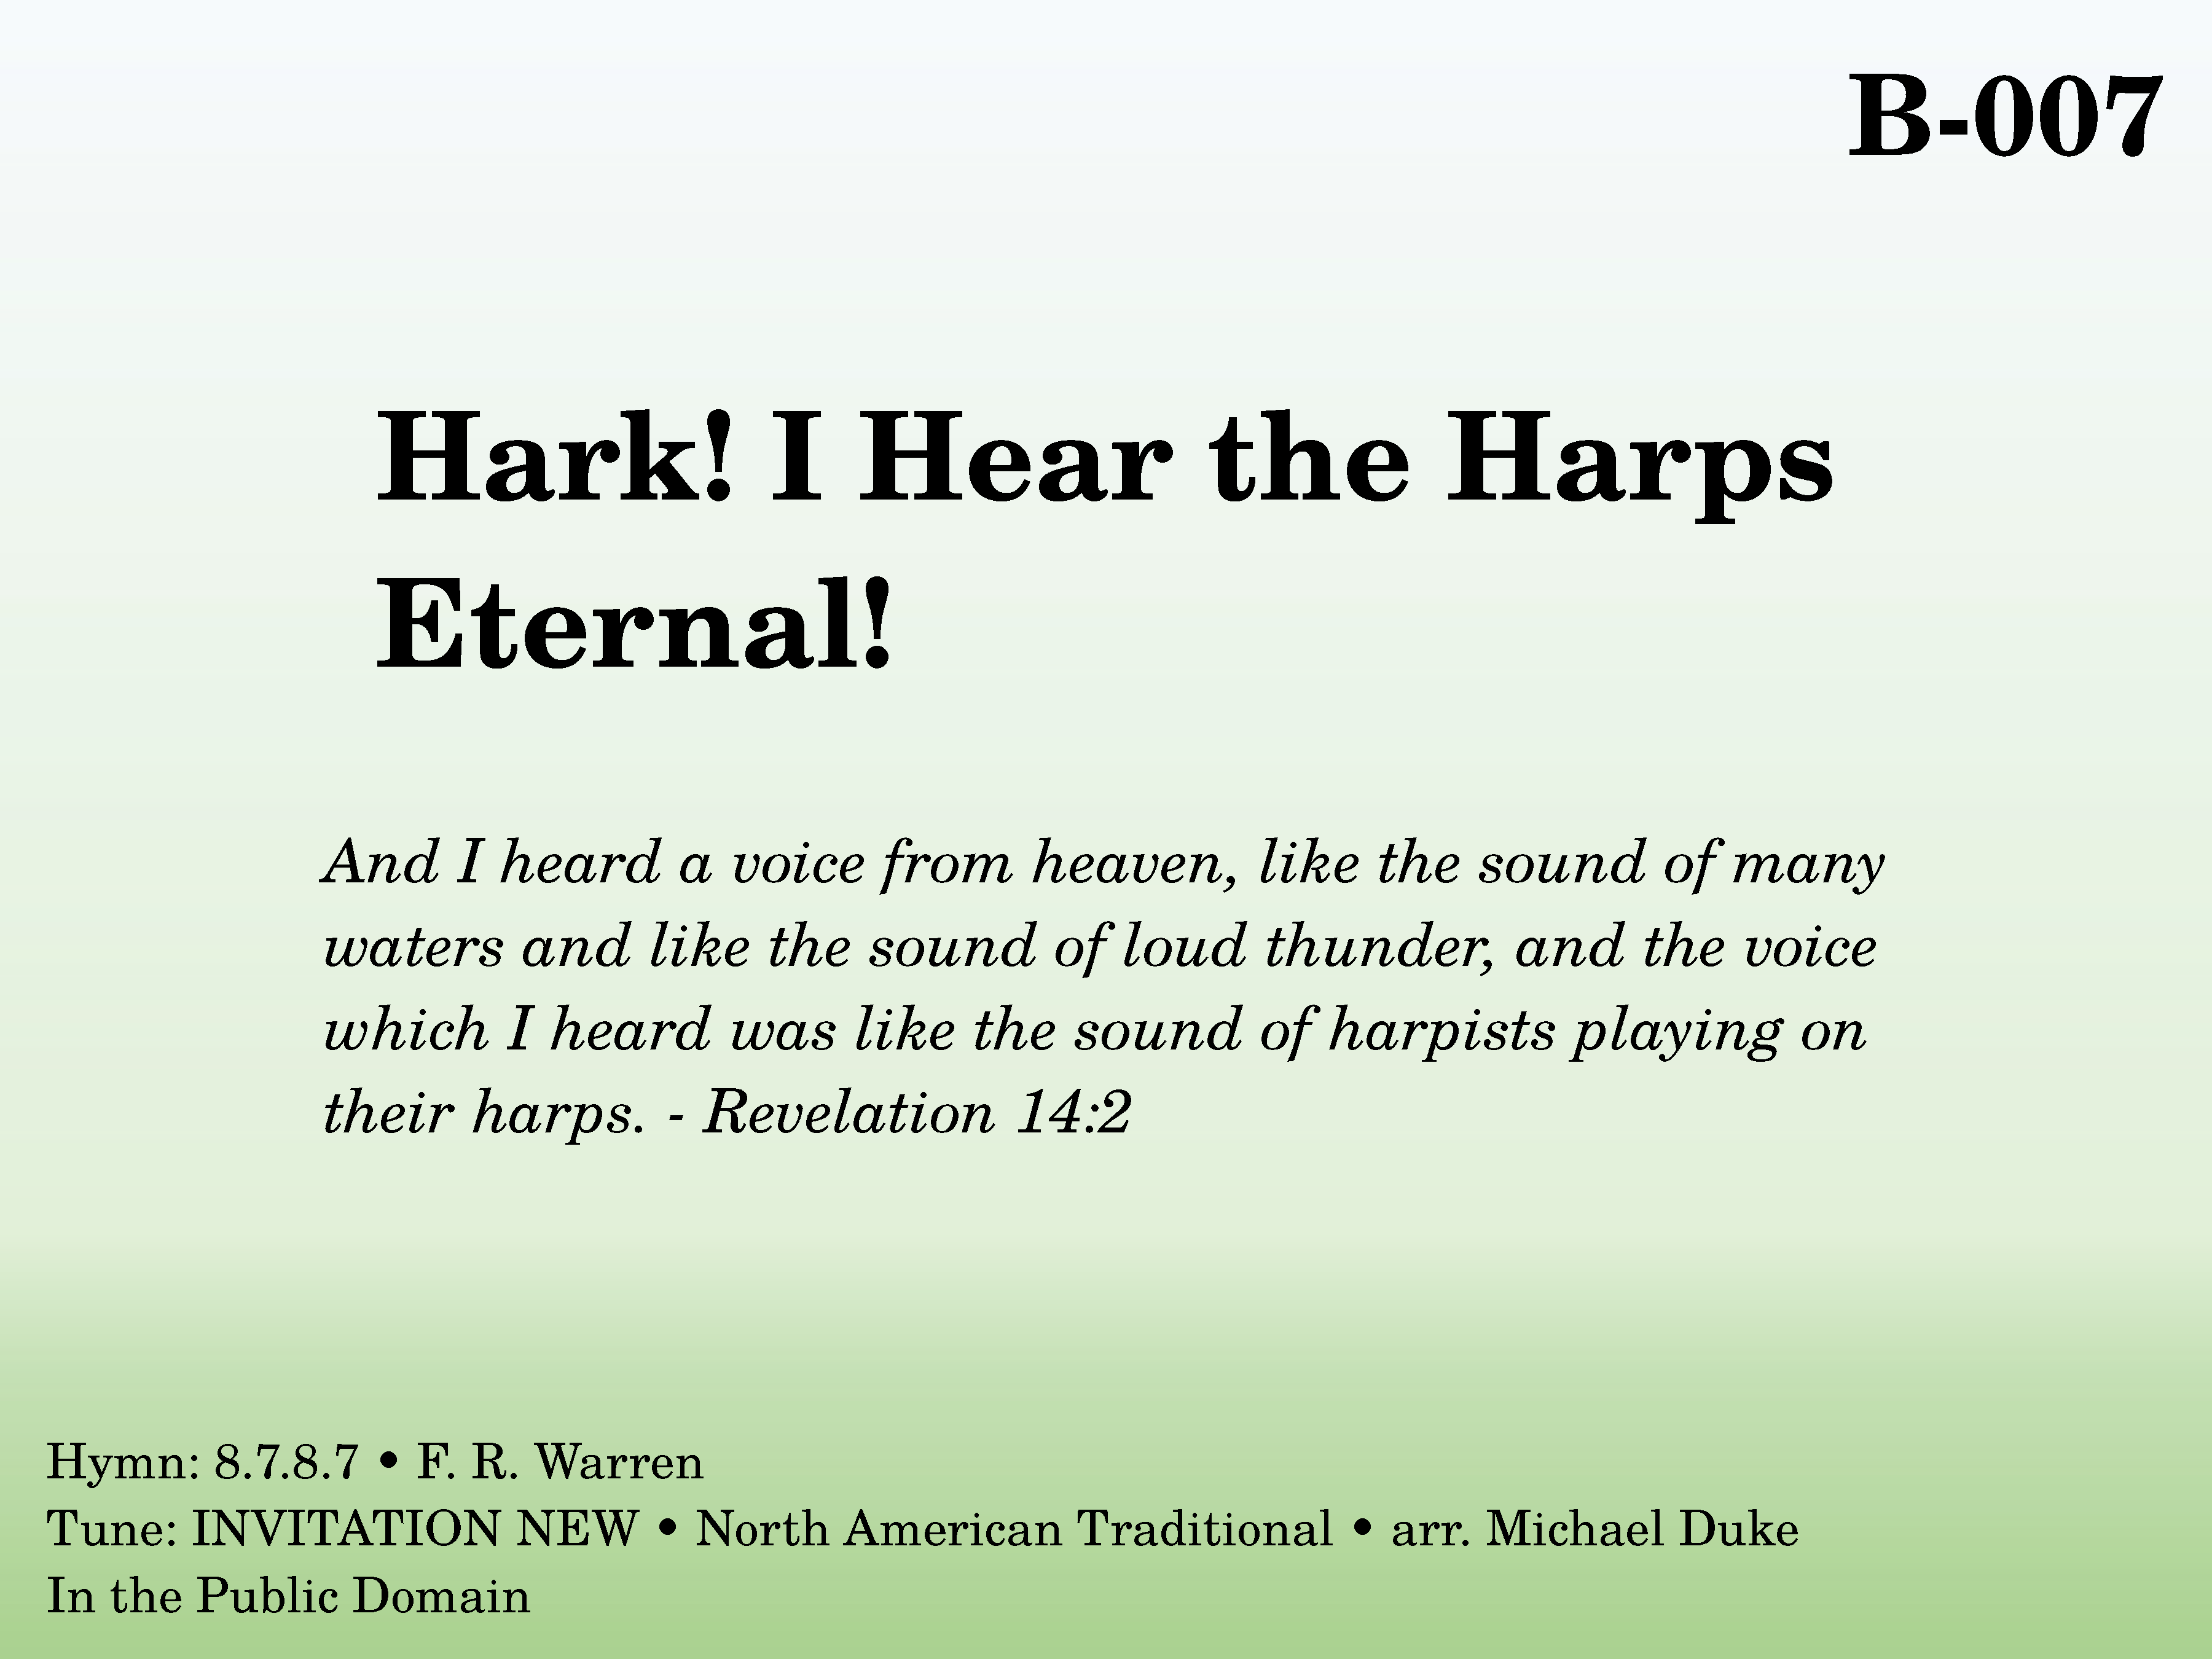 B-007
Hark! I Hear the Harps
Eternal!
And I heard a voice from heaven, like the sound of many
waters and like the sound of loud thunder, and the voice
which I heard was like the sound of harpists playing on
their harps. - Revelation 14:2
Hymn: 8.7.8.7 • F. R. Warren
Tune: INVITATION NEW • North American Traditional • arr. Michael Duke
In the Public Domain